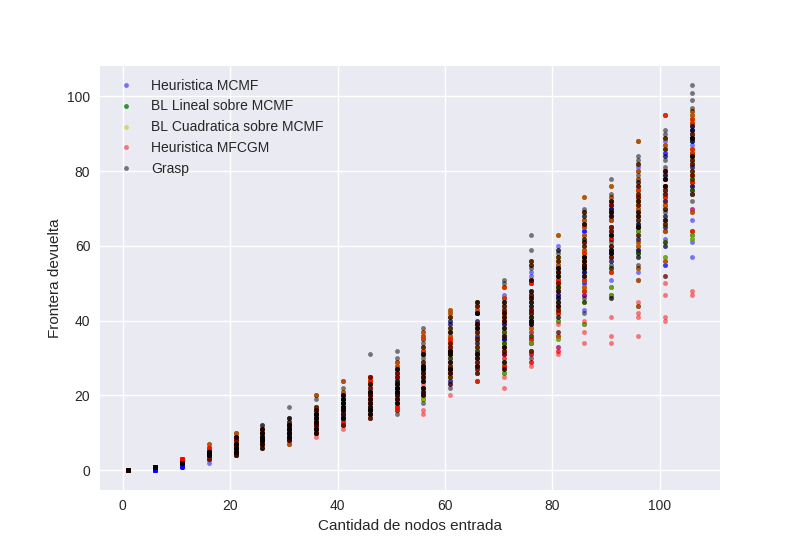 Heuristica MCMF
BL Lineal sobre MCMF
BL Cuadratica sobre MCMF
Heuristica MFCGM
Grasp
Frontera devuelta
100
80
60
40
20
0
0 20 40 60 80 100
Cantidad de nodos entrada